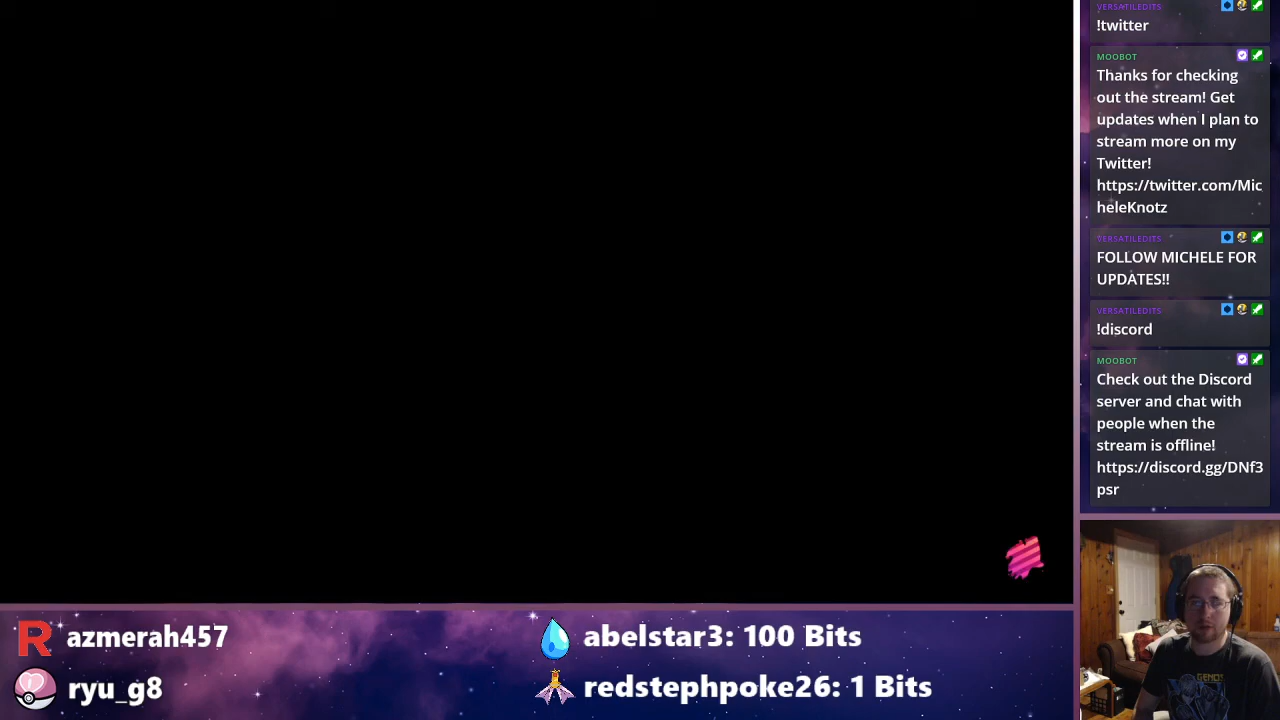 VERSATILEDITS
!twitter
MOOBOT
Thanks for checking
out the stream! Get
updates when I plan to
stream more on my
Twitter!
https://twitter.com/Mic
heleKnotz
VERSATILEDITS
FOLLOW MICHELE FOR
UPDATES!!
VERSATILEDITS
!discord
MOOBOT
Check out the Discord
server and chat with
people when the
stream is offline!
https://discord.gg/DNf3
psr
R azmerah457
abelstar3: 100 Bits
ryu_g8
redstephpoke26: 1 Bits
GENO!